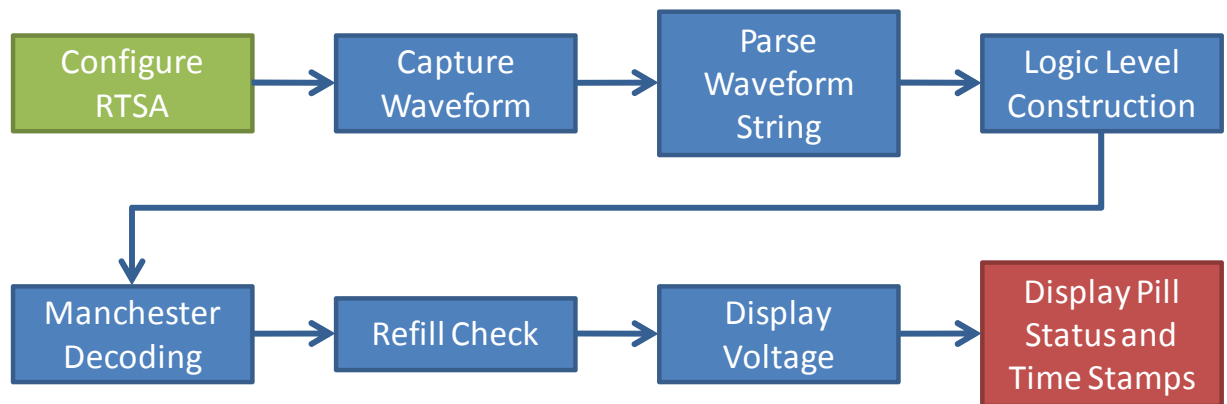 Configure
RTSA
Capture
Waveform
Parse
Waveform
String
Logic Level
Construction
Manchester
Decoding
Refill Check
Display
Voltage
Display Pill
Status and
Time Stamps